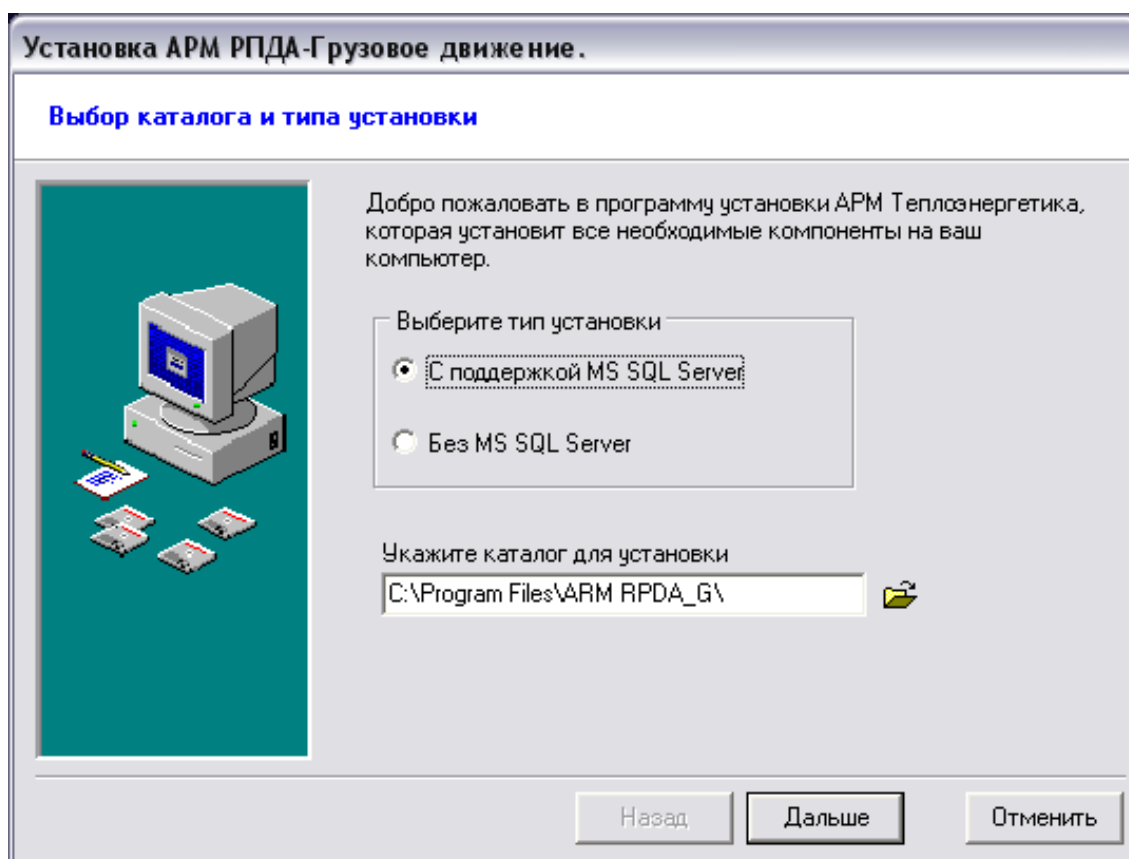 Установка АРМ РПДА-Грузовое движение.
Выбор каталога и типа установки
Добро пожаловать в программу установки АРМ Теплоэнергетика,
которая установит все необходимые компоненты на ваш
компьютер.
Выберите тип установки
С поддержкой MS SQL Server
Без MS SQL Server
Укажите каталог для установки
C:\Program Files\ARM RPDA_G\
Назад
Дальше
Отменить